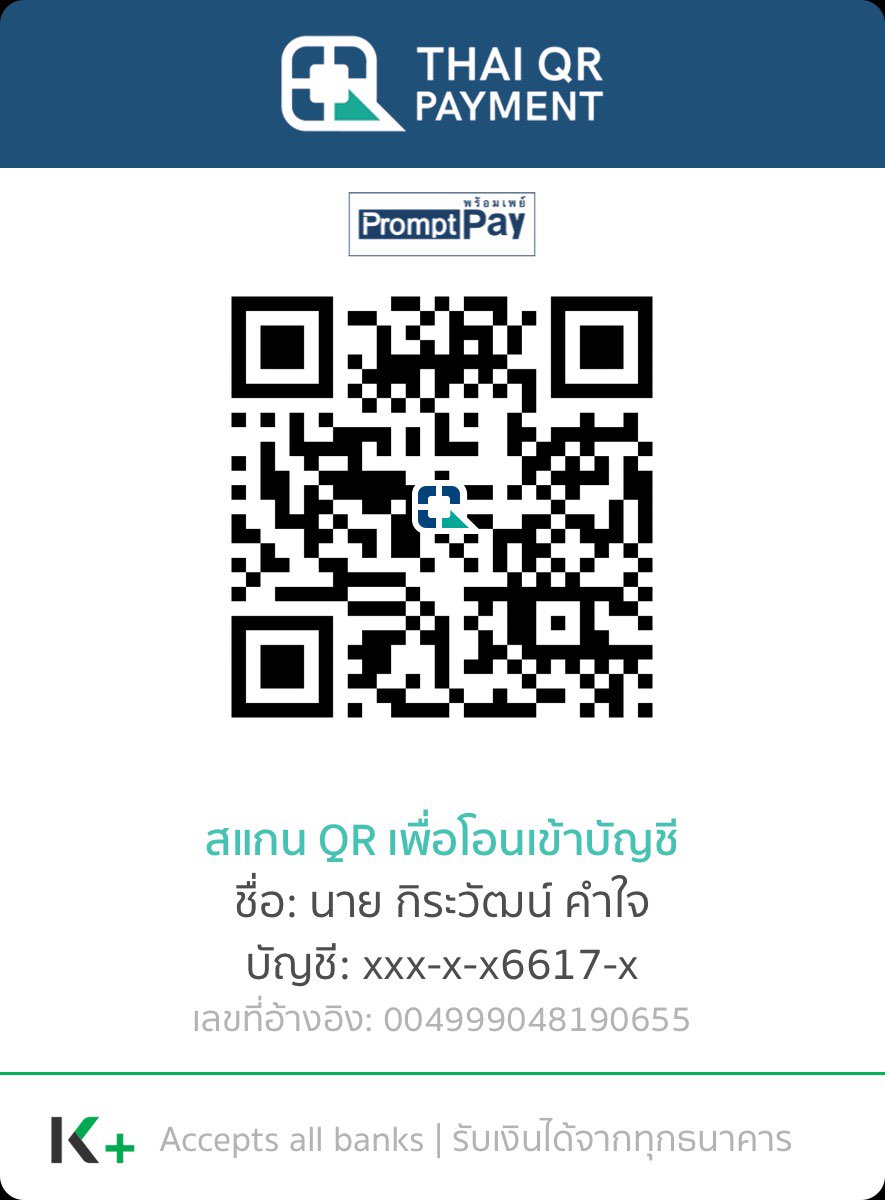 THAI QR
PAYMENT
พร้อมเพย์
PromptPay
สแกน QR เพื่อโอนเข้าบัญชี
ชื่อ: นาย กิระวัฒน์ คำใจ
บัญชี: xxx-x-x6617-x
เลขที่อ้างอิง: 004999048190655
K+ Accepts all banks | รับเงินได้จากทุกธนาคาร